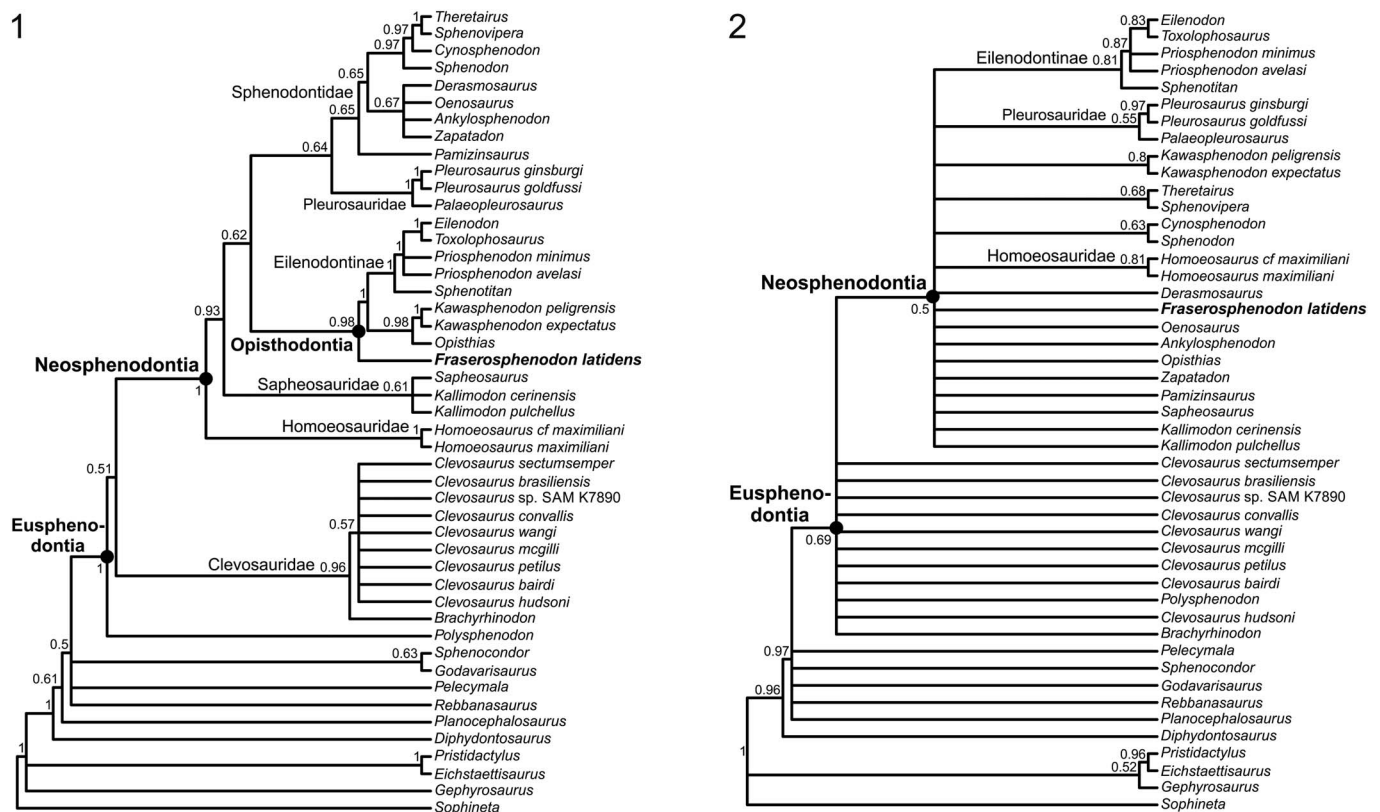 1
1
Theretairus
0.97
Sphenovipera
0.97
Cynosphenodon
Sphenodon
0.65
Derasmosaurus
Sphenodontidae
0.67
Oenosaurus
0.65
Ankylosphenodon
Zapatadon
0.64
Pamizinsaurus
1
Pleurosaurus ginsburgi
1
Pleurosaurus goldfussi
Pleurosauridae
Palaeopleurosaurus
1
Eilenodon
1
Toxolophosaurus
0.62
Priosphenodon minimus
Eilenodontinae
1
Priosphenodon avelasi
1
Sphenotitan
0.93
Kawasphenodon peligrensis
0.98
0.98
Kawasphenodon expectatus
Opisthodontia
Opisthias
Fraserosphenodon latidens
Neosphenodontia
1
Sapheosauridae
0.61
Sapheosaurus
Kallimodon cerinensis
Kallimodon pulchellus
Homoeosauridae
1
Homoeosaurus cf maximiliani
Homoeosaurus maximiliani
0.51
Clevosaurus sectumsemper
Clevosaurus brasiliensis
Clevosaurus sp. SAM K7890
Clevosaurus convallis
Euspheno-
dontia
0.57
Clevosaurus wangi
Clevosaurus mcgilli
1
Clevosauridae
0.96
Clevosaurus petilus
Clevosaurus bairdi
Clevosaurus hudsoni
Brachyrhinodon
Polysphenodon
0.5
0.63
Sphenocondor
Godavarisaurus
0.61
Pelecymala
Rebbanasaurus
1
Planocephalosaurus
Diphydontosaurus
1
1
Pristidactylus
Eichstaettisaurus
Gephyrosaurus
Sophineta
2
0.83
Eilenodon
0.87
Toxolophosaurus
Eilenodontinae
0.81
Priosphenodon minimus
Priosphenodon avelasi
Sphenotitan
0.97
Pleurosaurus ginsburgi
Pleurosauridae
0.55
Pleurosaurus goldfussi
Palaeopleurosaurus
0.8
Kawasphenodon peligrensis
Kawasphenodon expectatus
0.68
Theretairus
Sphenovipera
0.63
Cynosphenodon
Sphenodon
Homoeosauridae
0.81
Homoeosaurus cf maximiliani
Homoeosaurus maximiliani
Neosphenodontia
0.5
Derasmosaurus
Fraserosphenodon latidens
Oenosaurus
Ankylosphenodon
Opisthias
Zapatadon
Pamizinsaurus
Sapheosaurus
Kallimodon cerinensis
Kallimodon pulchellus
Clevosaurus sectumsemper
Clevosaurus brasiliensis
Euspheno-
dontia
Clevosaurus sp. SAM K7890
Clevosaurus convallis
0.69
Clevosaurus wangi
Clevosaurus mcgilli
Clevosaurus petilus
Clevosaurus bairdi
Polysphenodon
Clevosaurus hudsoni
Brachyrhinodon
0.97
Pelecymala
Sphenocondor
0.96
Godavarisaurus
Rebbanasaurus
Planocephalosaurus
Diphydontosaurus
1
0.96
Pristidactylus
0.52
Eichstaettisaurus
Gephyrosaurus
Sophineta